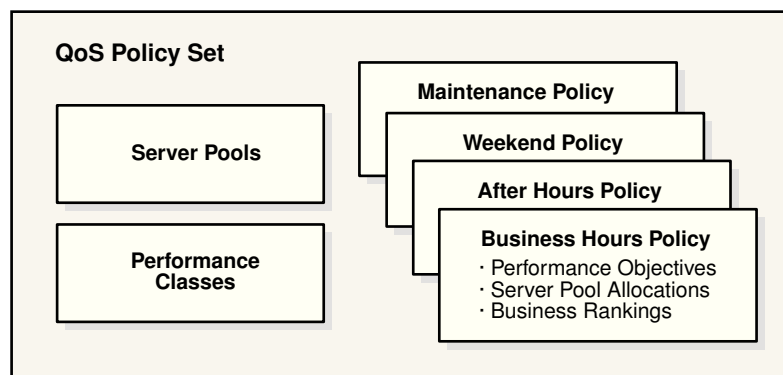 QoS Policy Set
Server Pools
Performance
Classes
Maintenance Policy
Weekend Policy
After Hours Policy
Business Hours Policy
· Performance Objectives
· Server Pool Allocations
· Business Rankings